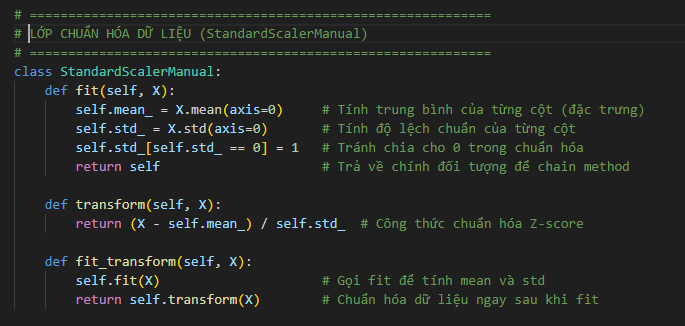 # ===========================================================
# LỚP CHUẨN HÓA DỮ LIỆU (StandardScalerManual)
# ===========================================================
class StandardScalerManual:
    def fit(self, X):
        self.mean_ = X.mean(axis=0)     # Tính trung bình của từng cột (đặc trưng)
        self.std_ = X.std(axis=0)       # Tính độ lệch chuẩn của từng cột
        self.std_[self.std_ == 0] = 1   # Tránh chia cho 0 trong chuẩn hóa
        return self                     # Trả về chính đối tượng để chain method

    def transform(self, X):
        return (X - self.mean_) / self.std_  # Công thức chuẩn hóa Z-score

    def fit_transform(self, X):
        self.fit(X)                     # Gọi fit để tính mean và std
        return self.transform(X)        # Chuẩn hóa dữ liệu ngay sau khi fit